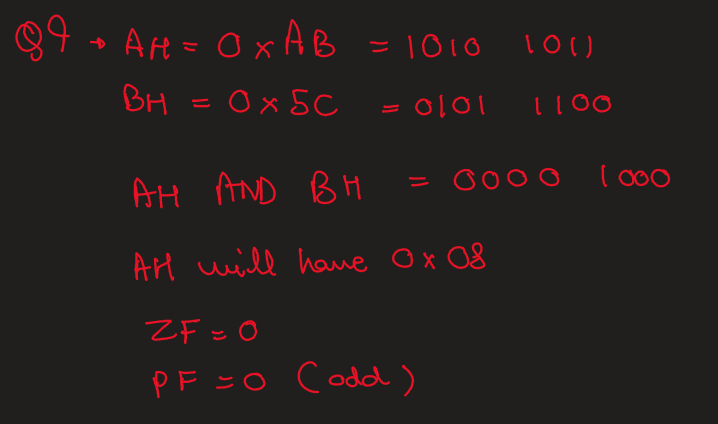 Q9 → AH = 0xAB = 1010 1011
BH = 0x5C = 0101 1100
AH AND BH = 0000 1000
AH will have 0x08
ZF = 0
PF = 0 (odd)